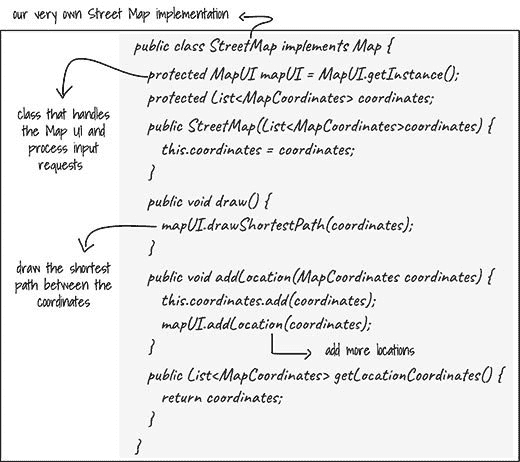 our very own Street Map implementation
public class StreetMap implements Map {
protected MapUI mapUI = MapUI.getInstance();
protected List<MapCoordinates> coordinates;
class that handles
the Map UI and
process input
requests
public StreetMap(List<MapCoordinates>coordinates) {
this.coordinates = coordinates;
}
public void draw() {
mapUI.drawShortestPath(coordinates);
}
draw the shortest
path between the
coordinates
public void addLocation(MapCoordinates coordinates) {
this.coordinates.add(coordinates);
mapUI.addLocation(coordinates);
}
add more locations
public List<MapCoordinates> getLocationCoordinates() {
return coordinates;
}
}